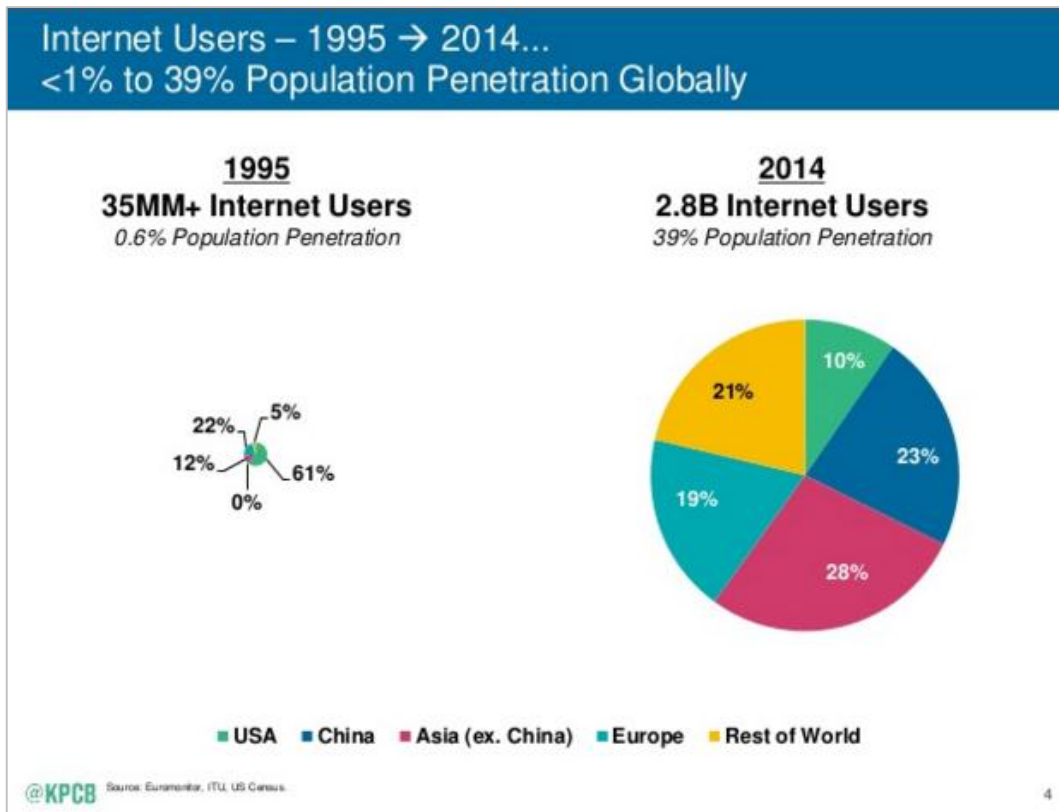 Internet Users – 1995 → 2014...
<1% to 39% Population Penetration Globally
1995
35MM+ Internet Users
0.6% Population Penetration
2014
2.8B Internet Users
39% Population Penetration
5%
22%
12%
61%
0%
10%
21%
23%
19%
28%
USA
China
Asia (ex. China)
Europe
Rest of World
@KPCB
Source: Euromonitor, ITU, US Census.
4